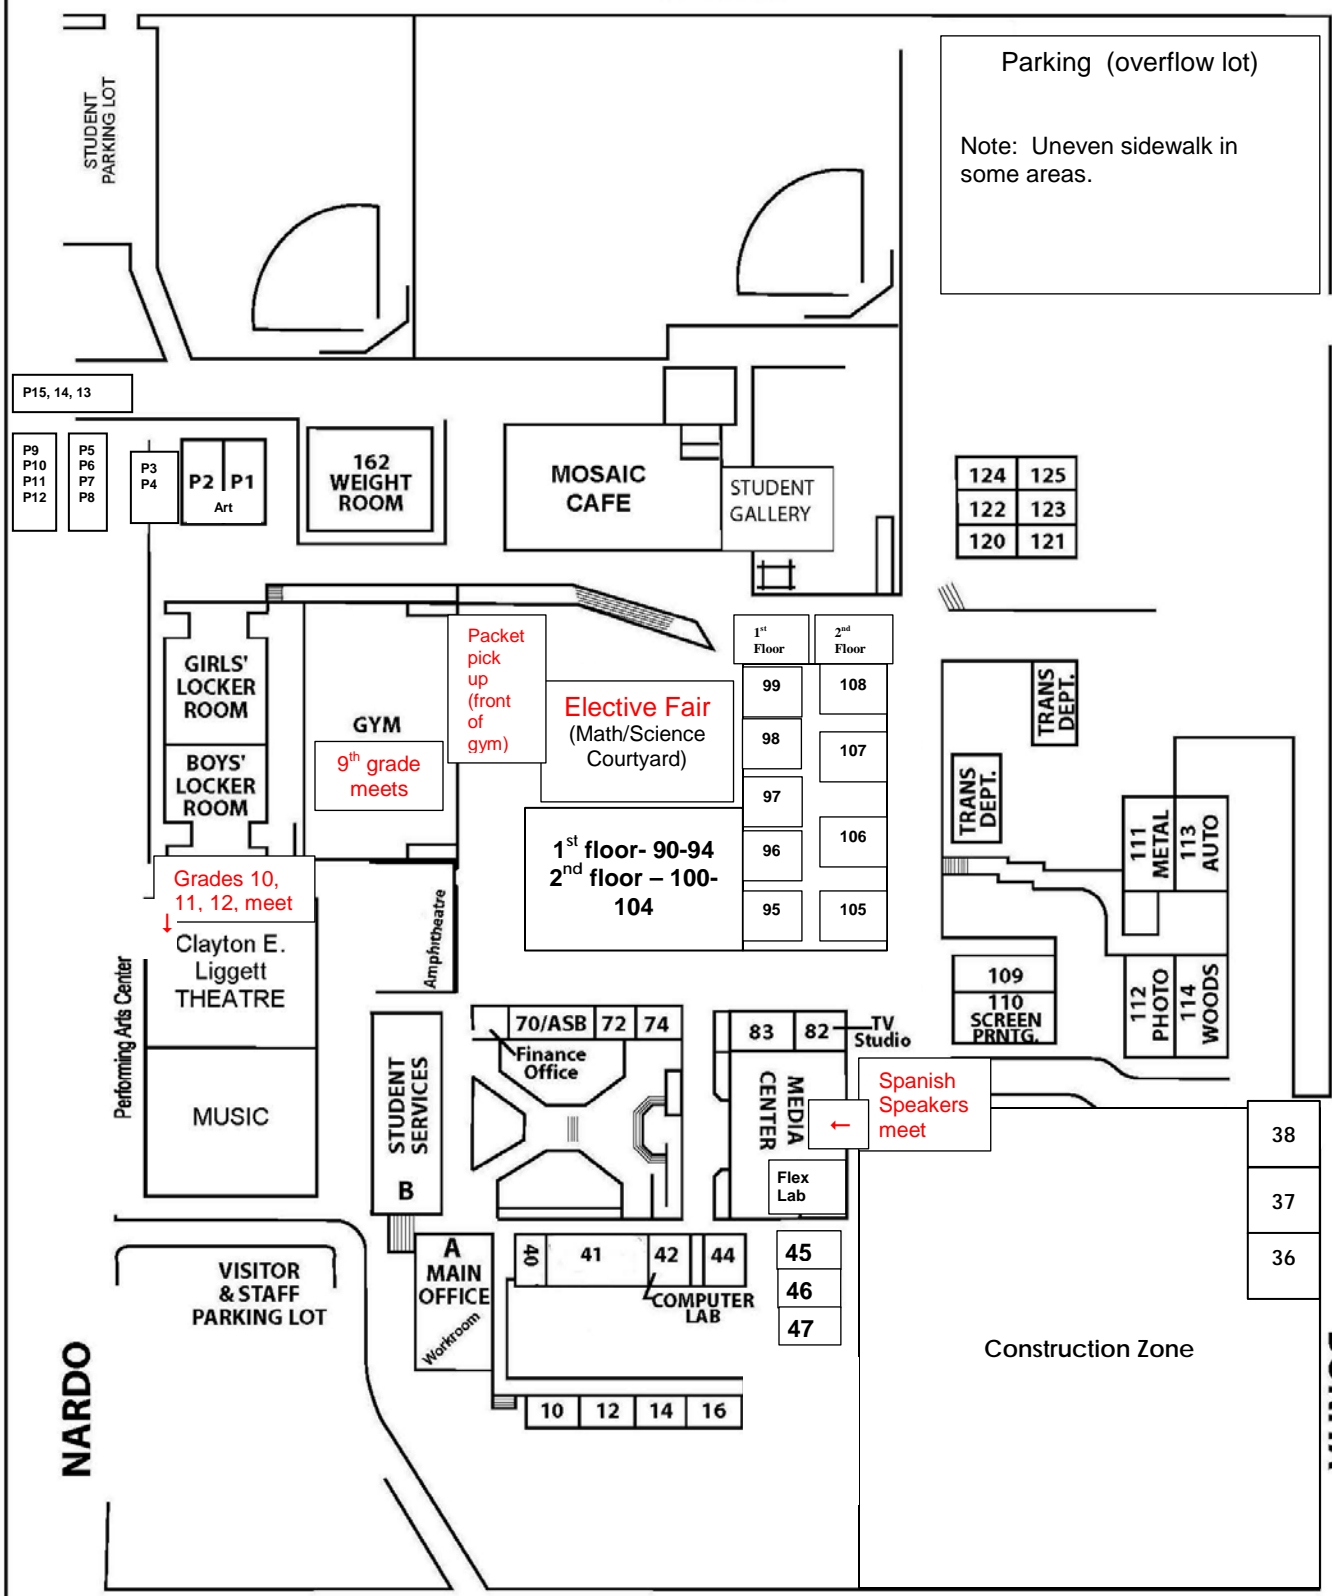 STUDENT
PARKING LOT
Parking (overflow lot)
Note: Uneven sidewalk in
some areas.
P15, 14, 13
P9
P10
P11
P12
P5
P6
P7
P8
P3
P4
P2
P1
Art
162
WEIGHT
ROOM
MOSAIC
CAFE
STUDENT
GALLERY
124
125
122
123
120
121
GIRLS'
LOCKER
ROOM
BOYS'
LOCKER
ROOM
GYM
9th grade
meets
Packet
pick
up
(front
of
gym)
Elective Fair
(Math/Science
Courtyard)
1st
Floor
2nd
Floor
99
108
98
107
97
96
106
95
105
1st floor- 90-94
2nd floor – 100-
104
TRANS
DEPT.
TRANS
DEPT.
111
METAL
113
AUTO
Grades 10,
11, 12, meet
↓
Clayton E.
Liggett
THEATRE
Amphitheatre
Performing Arts Center
MUSIC
STUDENT
SERVICES
B
70/ASB
72
74
Finance
Office
83
82
TV
Studio
MEDIA
CENTER
Flex
Lab
109
110
SCREEN
PRNTG.
112
PHOTO
114
WOODS
Spanish
Speakers
meet
←
38
37
36
A
MAIN
OFFICE
Workroom
40
41
42
44
COMPUTER
LAB
45
46
47
VISITOR
& STAFF
PARKING LOT
10
12
14
16
Construction Zone
NARDO